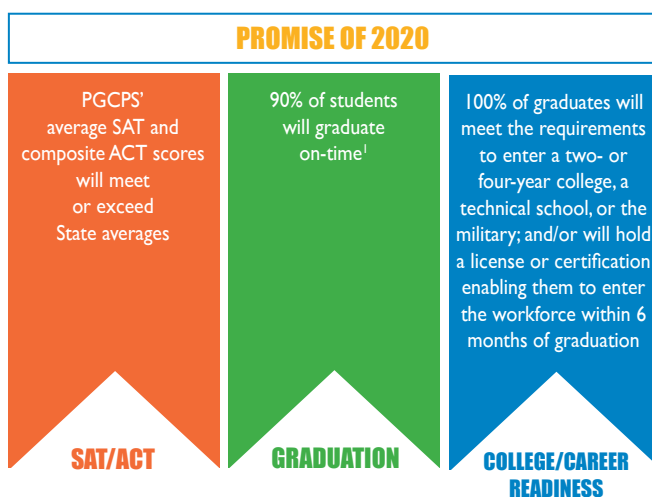 PROMISE OF 2020
PGCPS’
average SAT and
composite ACT scores
will meet
or exceed
State averages
SAT/ACT
90% of students
will graduate
on-time¹
GRADUATION
100% of graduates will
meet the requirements
to enter a two- or
four-year college, a
technical school, or the
military; and/or will hold
a license or certification
enabling them to enter
the workforce within 6
months of graduation
COLLEGE/CAREER
READINESS